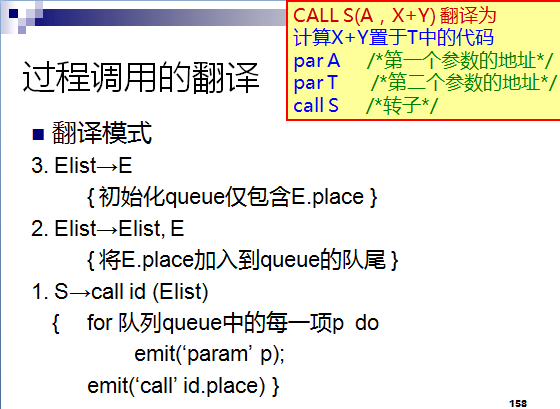 CALL S(A，X+Y) 翻译为
计算X+Y置于T中的代码
par A /*第一个参数的地址*/
par T /*第二个参数的地址*/
call S /*转子*/
过程调用的翻译
翻译模式
3. Elist→E
{ 初始化queue仅包含E.place }
2. Elist→Elist, E
{ 将E.place加入到queue的队尾 }
1. S→call id (Elist)
{ for 队列queue中的每一项p do
emit(‘param’ p);
emit(‘call’ id.place) }
158